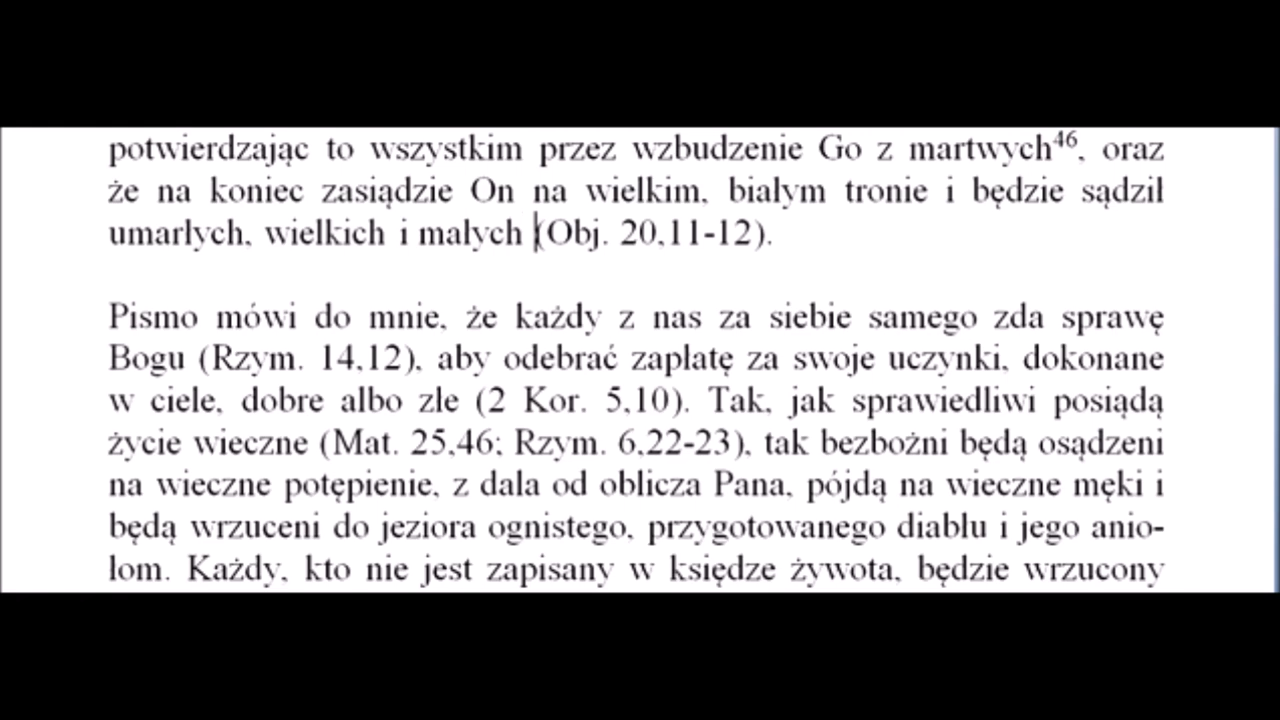 potwierdzając to wszystkim przez wzbudzenie Go z martwych⁴⁶, oraz
że na koniec zasiądzie On na wielkim, białym tronie i będzie sądził
umarłych, wielkich i małych (Obj. 20,11-12).
Pismo mówi do mnie, że każdy z nas za siebie samego zda sprawę
Bogu (Rzym. 14,12), aby odebrać zapłatę za swoje uczynki, dokonane
w ciele, dobre albo złe (2 Kor. 5,10). Tak, jak sprawiedliwi posiądą
życie wieczne (Mat. 25,46; Rzym. 6,22-23), tak bezbożni będą osądzeni
na wieczne potępienie, z dala od oblicza Pana, pójdą na wieczne męki i
będą wrzuceni do jeziora ognistego, przygotowanego diabłu i jego anio-
łom. Każdy, kto nie jest zapisany w księdze żywota, będzie wrzucony